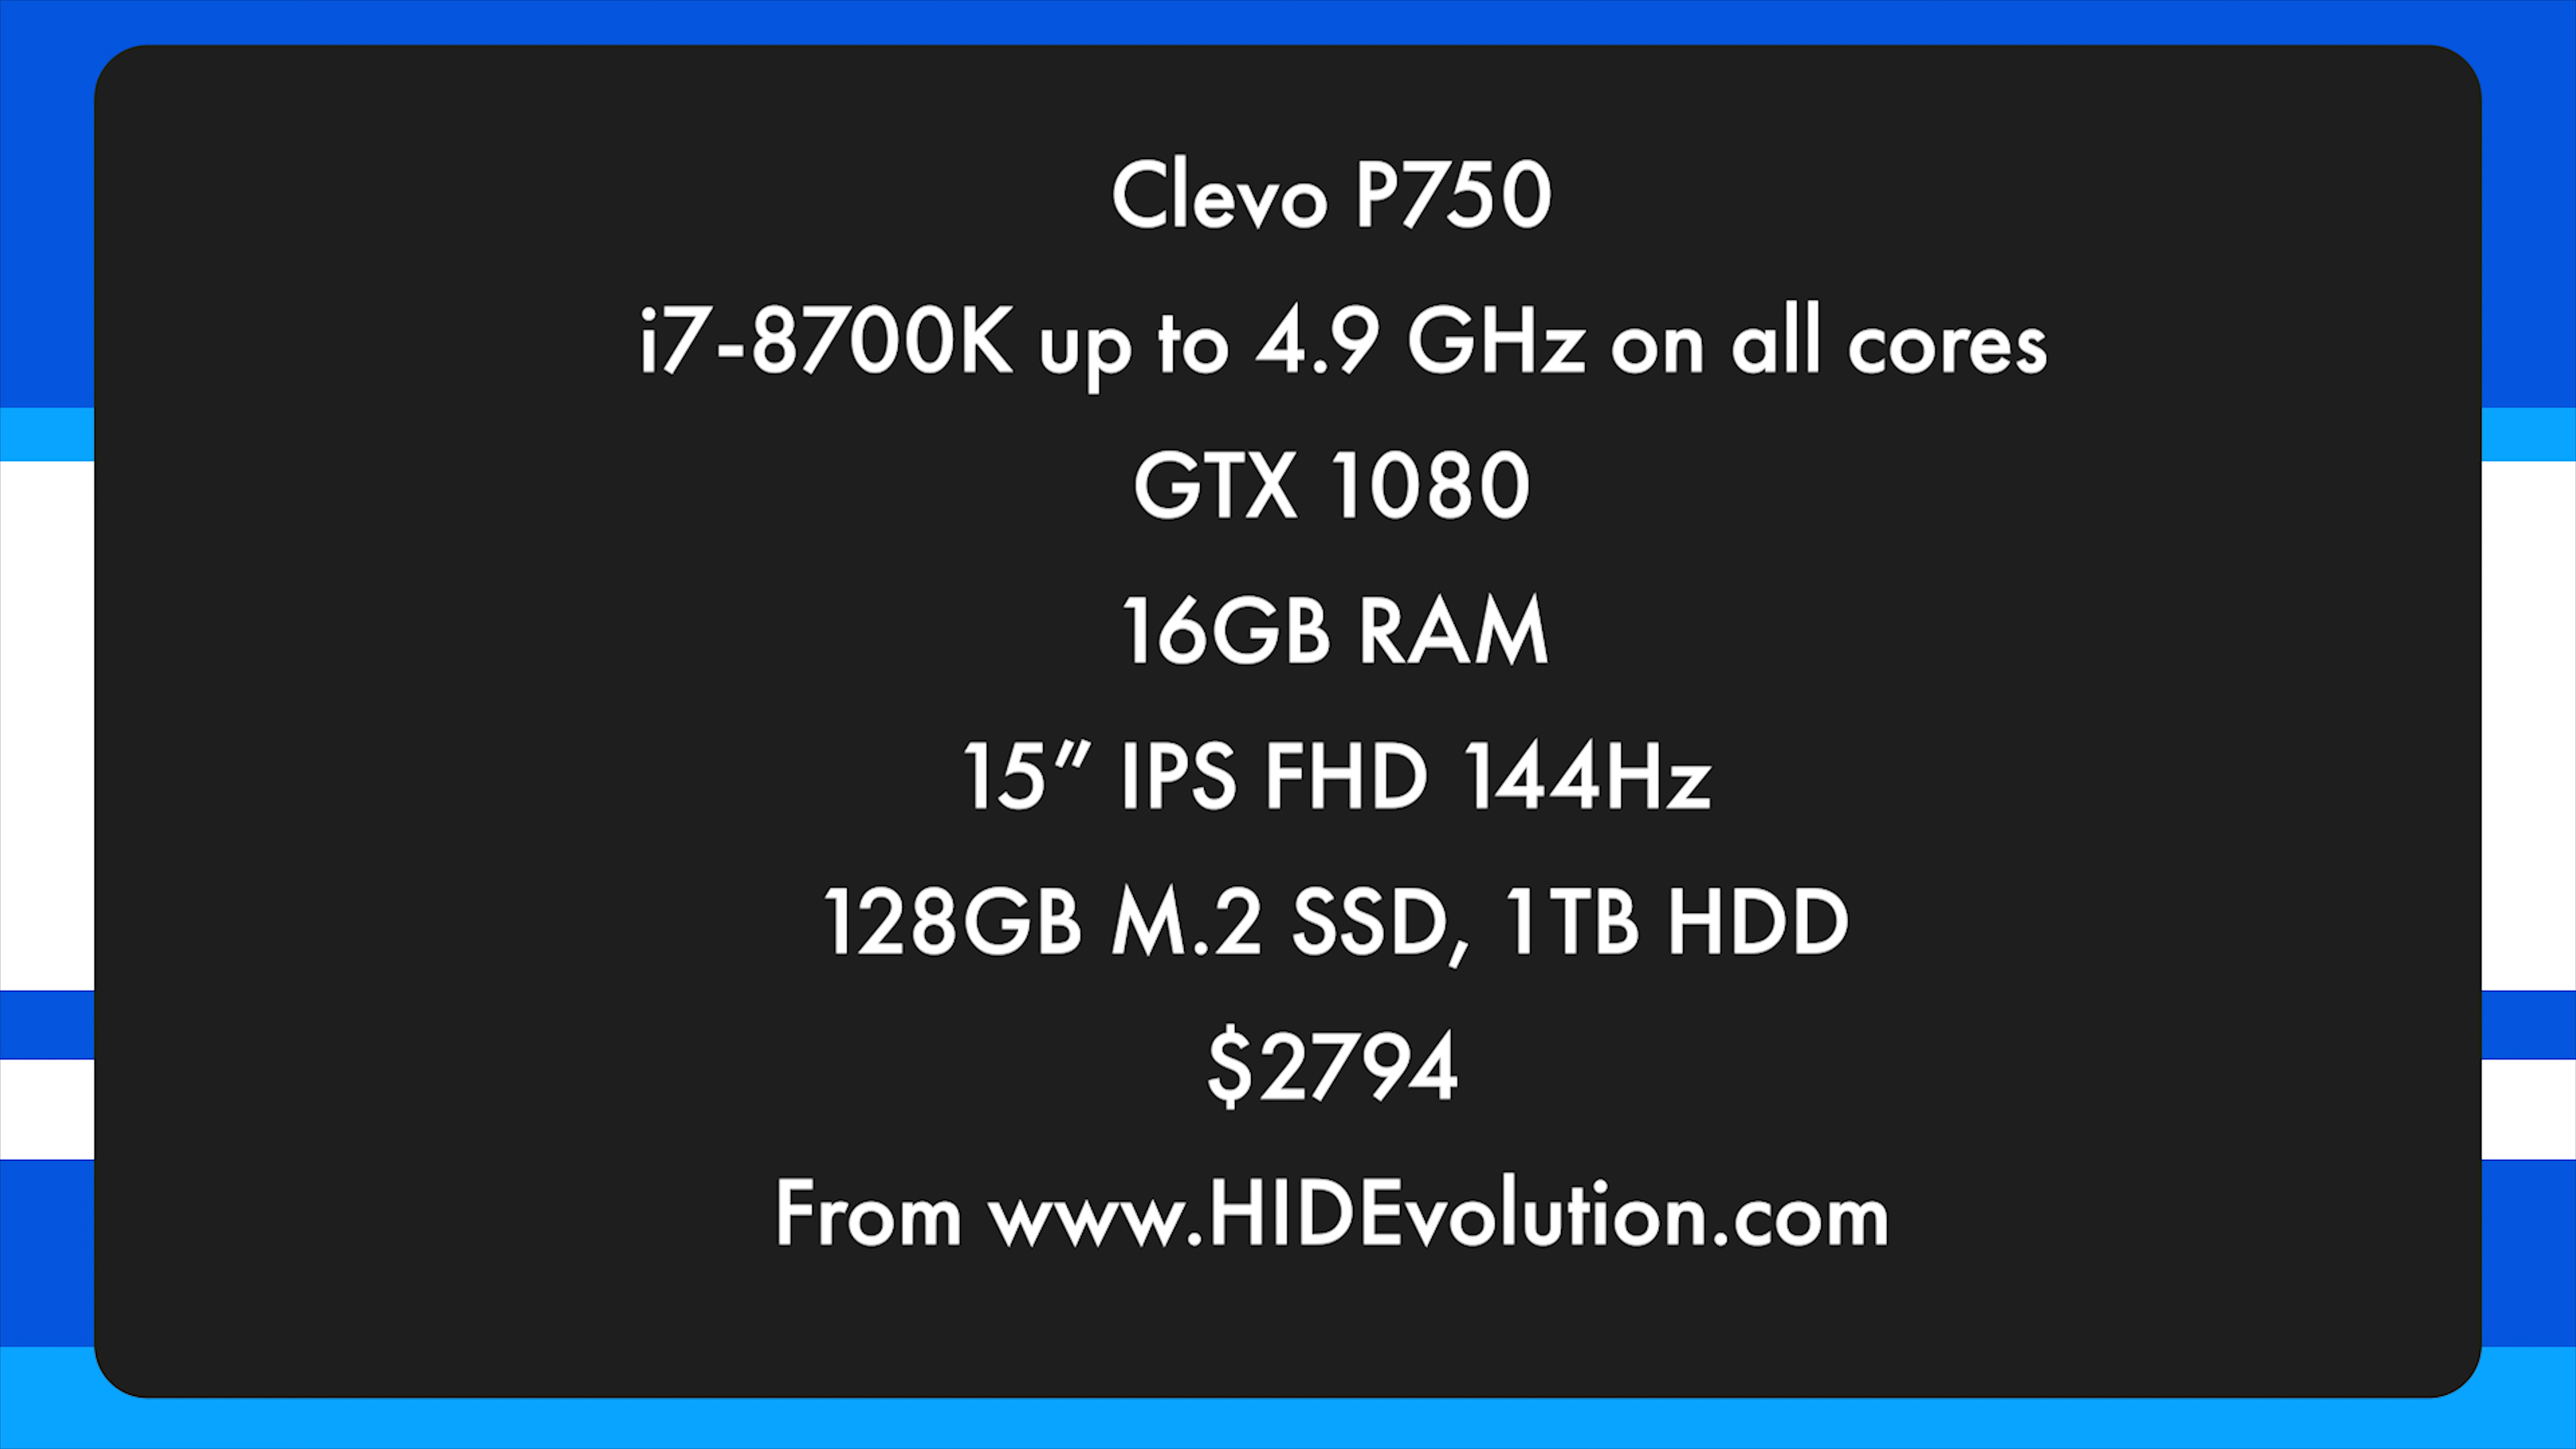 Clevo P750
i7-8700K up to 4.9 GHz on all cores
GTX 1080
16GB RAM
15” IPS FHD 144Hz
128GB M.2 SSD, 1TB HDD
$2794
From www.HIDEvolution.com